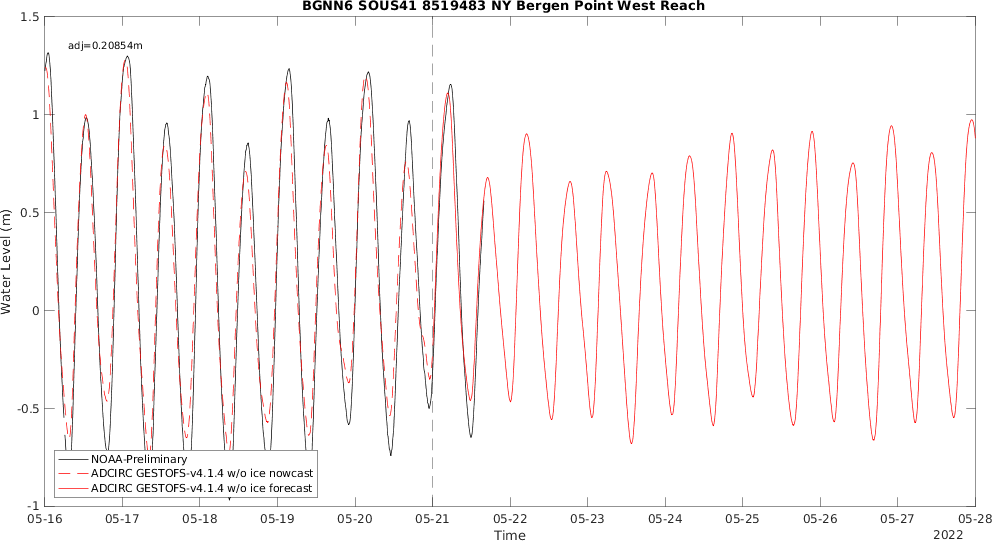 BGNN6 SOUS41 8519483 NY Bergen Point West Reach
adj=0.20854m
1.5
1
0.5
0
-0.5
-1
Water Level (m)
NOAA-Preliminary
ADCIRC GESTOFS-v4.1.4 w/o ice nowcast
ADCIRC GESTOFS-v4.1.4 w/o ice forecast
05-16 05-17 05-18 05-19 05-20 05-21 05-22 05-23 05-24 05-25 05-26 05-27 05-28
Time
2022